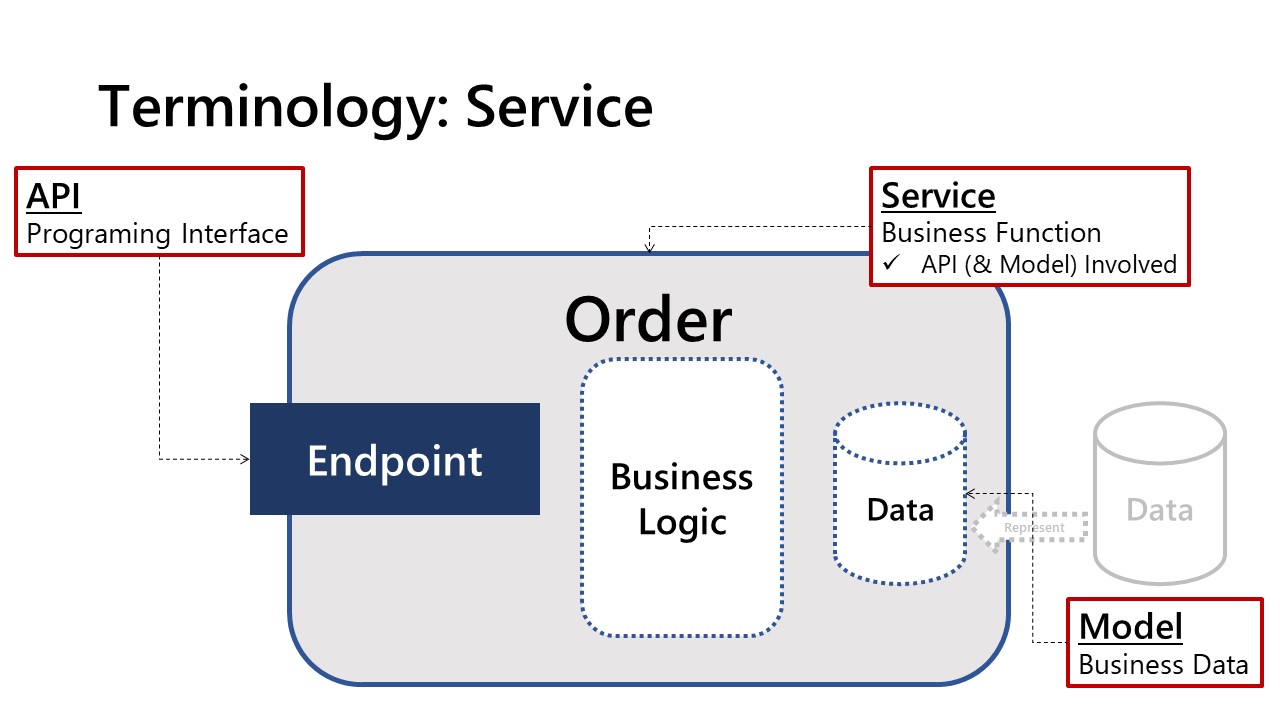 Terminology: Service
API
Programing Interface
Service
Business Function
✓ API (& Model) Involved
Order
Endpoint
Business
Logic
Data
Represent
Data
Model
Business Data